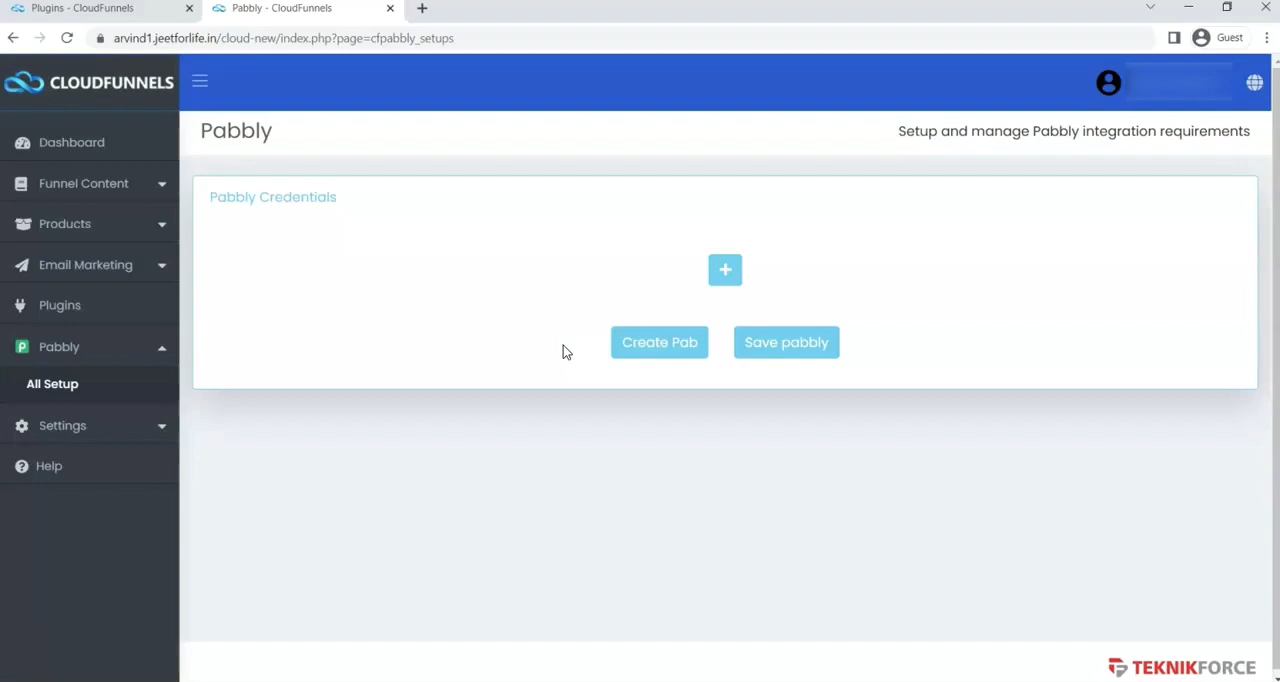 Plugins - CloudFunnels
Pabbly - CloudFunnels
arvind1.jeetforlife.in/cloud-new/index.php?page=cfpabbly_setups
Guest
CLOUDFUNNELS
Dashboard
Funnel Content
Products
Email Marketing
Plugins
Pabbly
All Setup
Settings
Help
Pabbly
Setup and manage Pabbly integration requirements
Pabbly Credentials
+
Create Pab
Save pabbly
TEKNIKFORCE